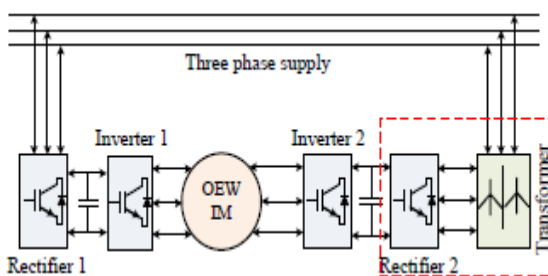 Three phase supply
Inverter 1
Inverter 2
OEW
IM
Transformer
Rectifier 1
Rectifier 2